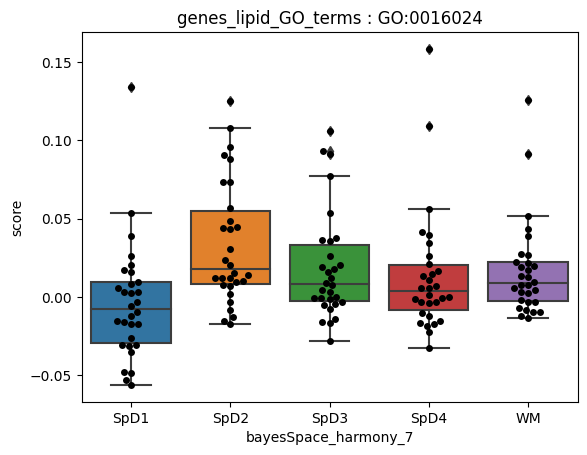 genes_lipid_GO_terms : GO:0016024
score
0.15
0.10
0.05
0.00
−0.05
SpD1 SpD2 SpD3 SpD4 WM
bayesSpace_harmony_7